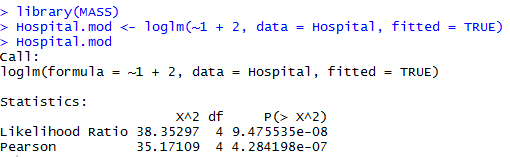 > library(MASS)
> Hospital.mod <- loglm(~1 + 2, data = Hospital, fitted = TRUE)
> Hospital.mod
Call:
loglm(formula = ~1 + 2, data = Hospital, fitted = TRUE)
Statistics:
X^2 df P(> X^2)
Likelihood Ratio 38.35297 4 9.475535e-08
Pearson 35.17109 4 4.284198e-07